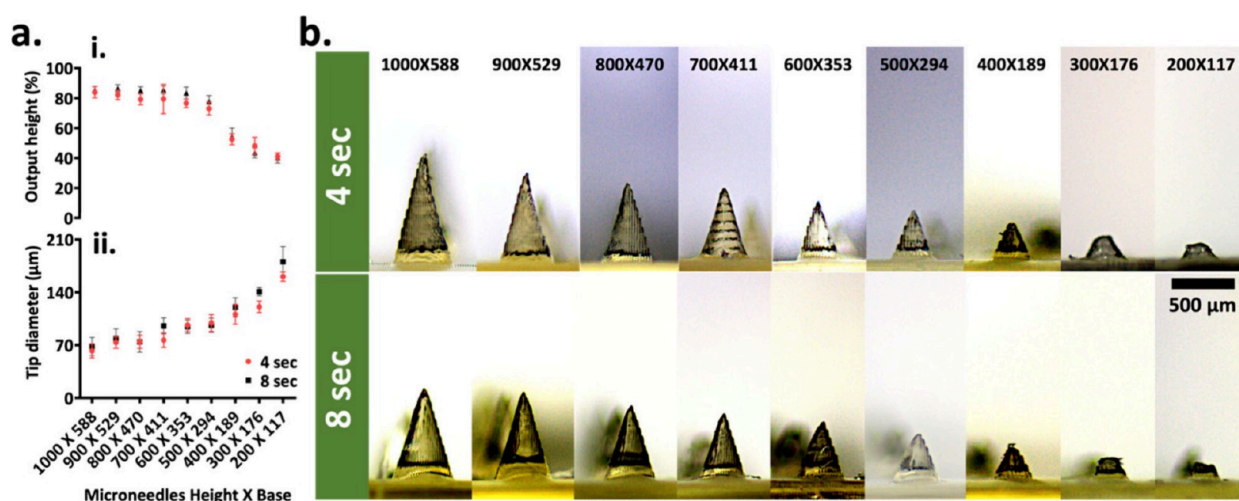 a.
i.
100
80
60
40
20
0
Output height (%)
ii.
210
140
70
0
Tip diameter (μm)
4 sec
8 sec
1000 X 588
900 X 529
800 X 470
700 X 411
600 X 353
500 X 294
400 X 189
300 X 176
200 X 117
Microneedles Height X Base
b.
4 sec
1000X588
900X529
800X470
700X411
600X353
500X294
400X189
300X176
200X117
8 sec
500 μm